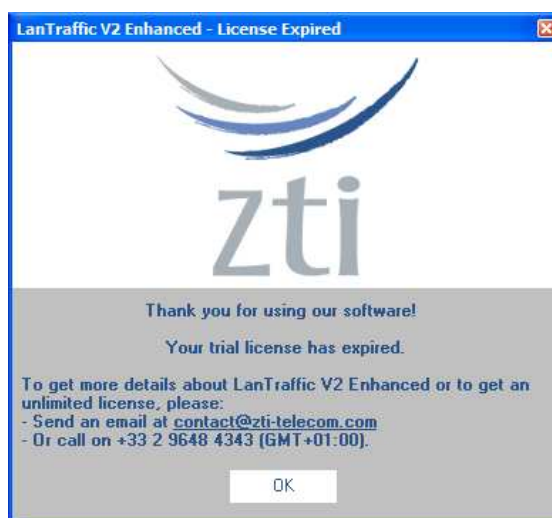 LanTraffic V2 Enhanced - License Expired
zti
Thank you for using our software!
Your trial license has expired.
To get more details about LanTraffic V2 Enhanced or to get an
unlimited license, please:
- Send an email at contact@zti-telecom.com
- Or call on +33 2 9648 4343 (GMT+01:00).
OK